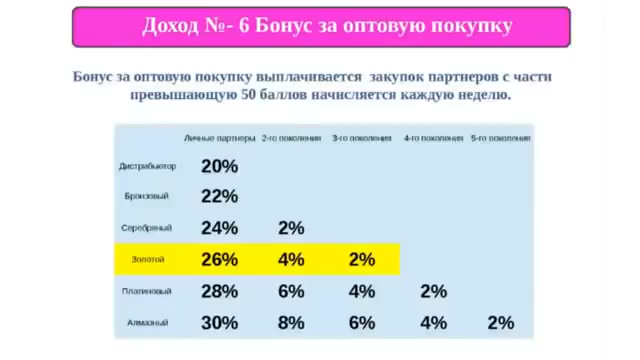 Доход №- 6 Бонус за оптовую покупку
Бонус за оптовую покупку выплачивается закупок партнеров с части
превышающую 50 баллов начисляется каждую неделю.
Личные партнеры 2-го поколения 3-го поколения 4-го поколения 5-го поколения
Дистрибьютор 20%
Бронзовый 22%
Серебряный 24% 2%
Золотой 26% 4% 2%
Платиновый 28% 6% 4% 2%
Алмазный 30% 8% 6% 4% 2%